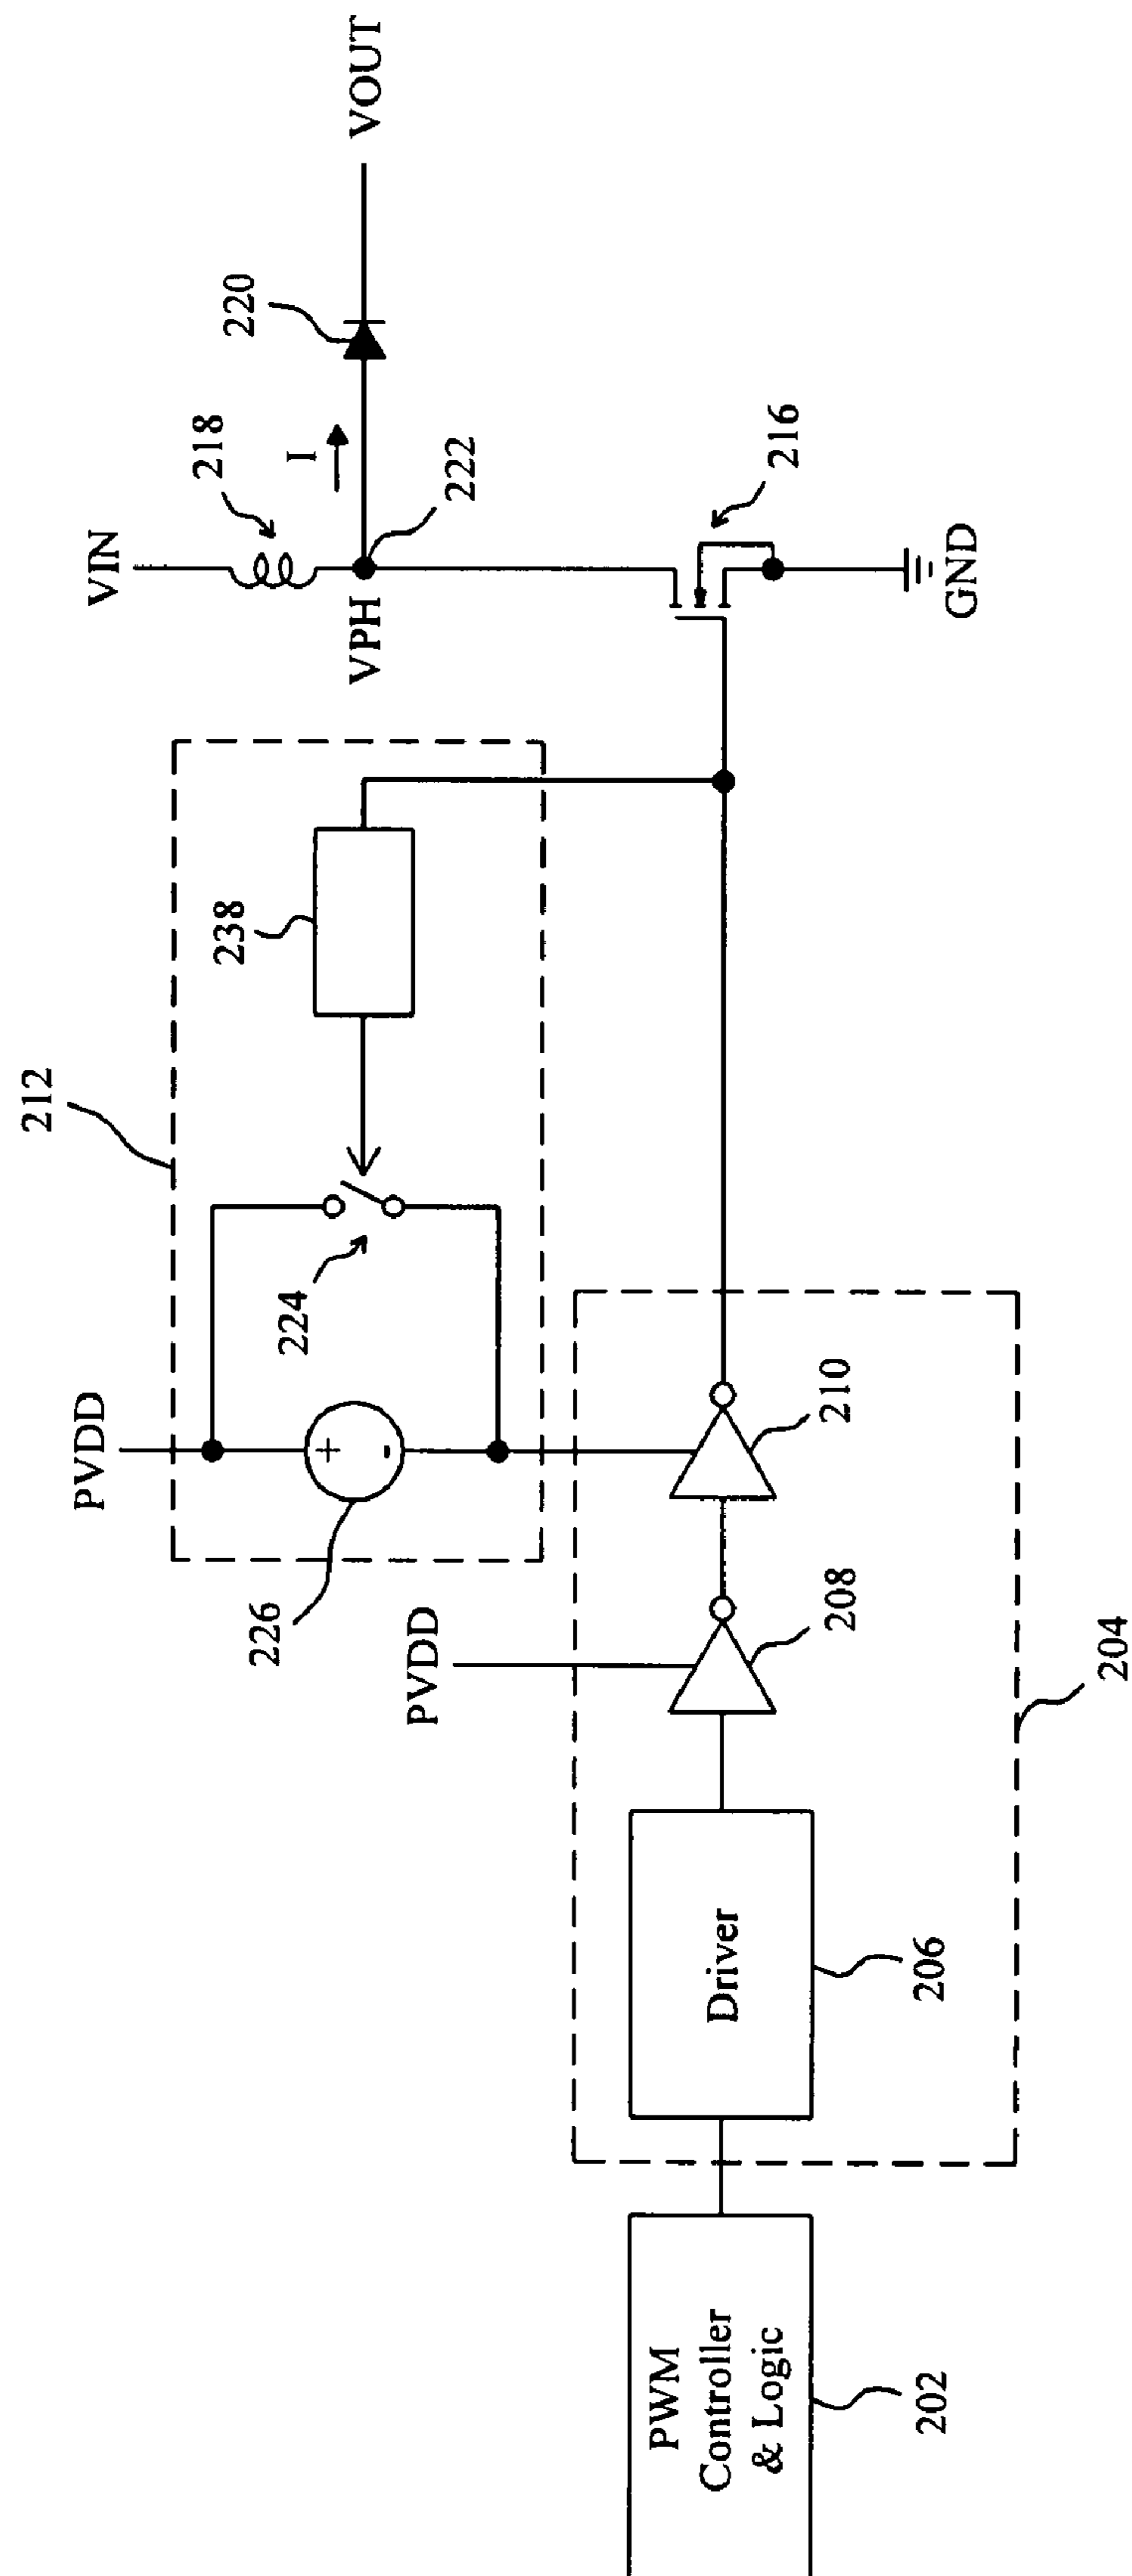 212
PVDD
VIN
218
238
220
226
224
I
PVDD
VPH
VOUT
222
PWM
Controller
& Logic
Driver
216
208
210
202
206
GND
204